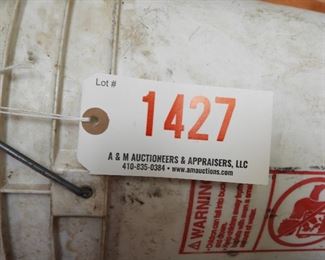 Lot #
1427
A & M AUCTIONEERS & APPRAISERS, LLC
410-835-0384 • www.amauctions.com
WARNING